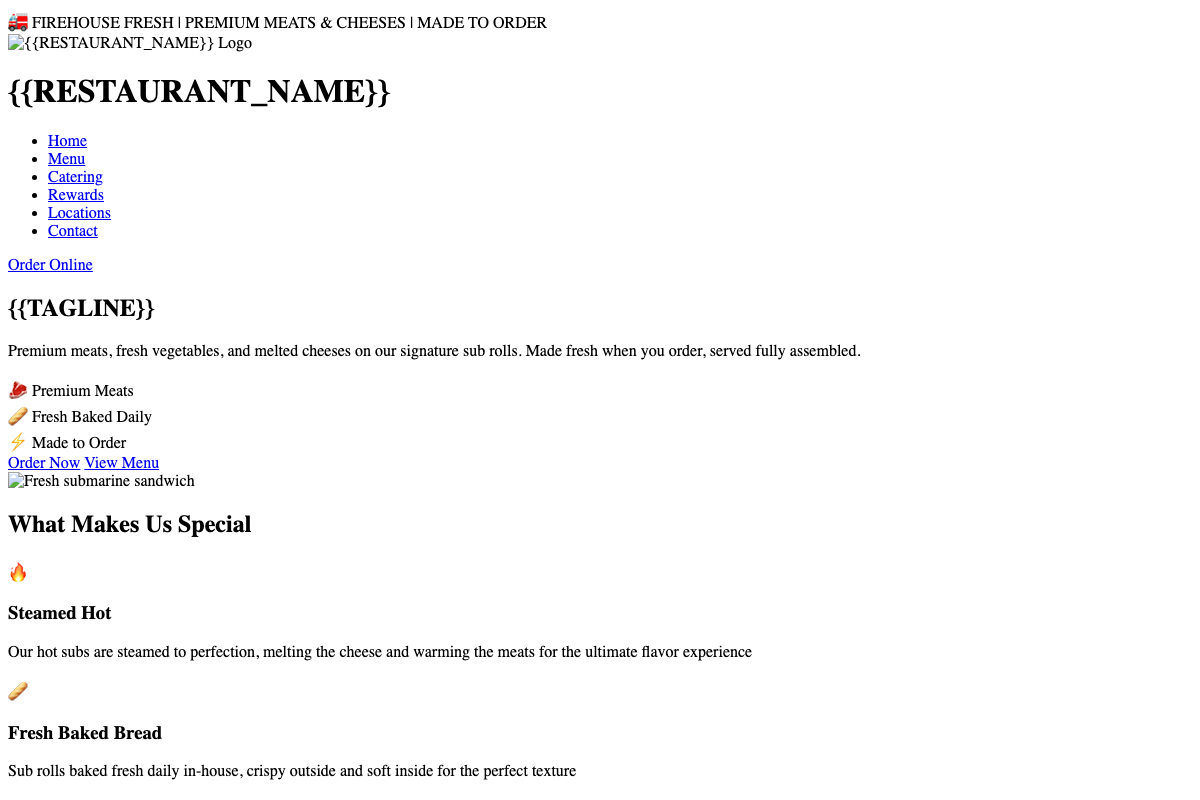 🚒 FIREHOUSE FRESH | PREMIUM MEATS & CHEESES | MADE TO ORDER
{{RESTAURANT_NAME}} Logo
{{RESTAURANT_NAME}}
Home
Menu
Catering
Rewards
Locations
Contact
Order Online
{{TAGLINE}}
Premium meats, fresh vegetables, and melted cheeses on our signature sub rolls. Made fresh when you order, served fully assembled.
🥩 Premium Meats
🥖 Fresh Baked Daily
⚡ Made to Order
Order Now View Menu
Fresh submarine sandwich
What Makes Us Special
🔥
Steamed Hot
Our hot subs are steamed to perfection, melting the cheese and warming the meats for the ultimate flavor experience
🥖
Fresh Baked Bread
Sub rolls baked fresh daily in-house, crispy outside and soft inside for the perfect texture